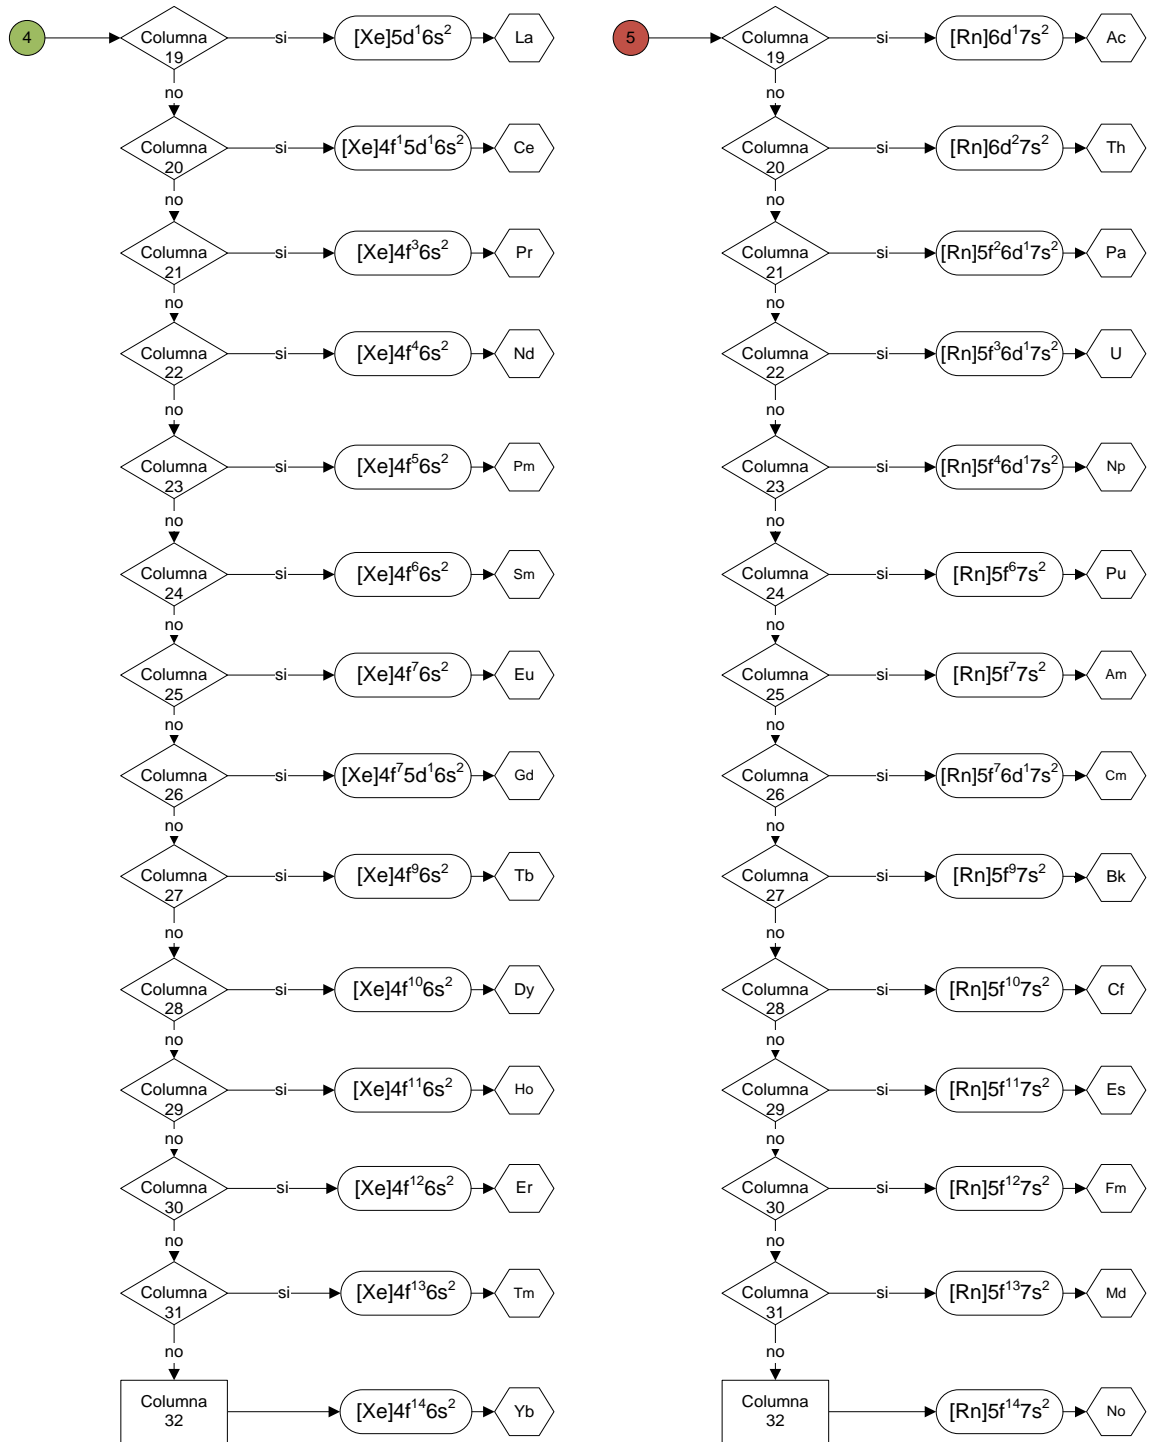 4
Columna
19
si
[Xe]5d¹6s²
La
no
Columna
20
si
[Xe]4f¹5d¹6s²
Ce
no
Columna
21
si
[Xe]4f³6s²
Pr
no
Columna
22
si
[Xe]4f⁴6s²
Nd
no
Columna
23
si
[Xe]4f⁵6s²
Pm
no
Columna
24
si
[Xe]4f⁶6s²
Sm
no
Columna
25
si
[Xe]4f⁷6s²
Eu
no
Columna
26
si
[Xe]4f⁷5d¹6s²
Gd
no
Columna
27
si
[Xe]4f⁹6s²
Tb
no
Columna
28
si
[Xe]4f¹⁰6s²
Dy
no
Columna
29
si
[Xe]4f¹¹6s²
Ho
no
Columna
30
si
[Xe]4f¹²6s²
Er
no
Columna
31
si
[Xe]4f¹³6s²
Tm
no
Columna
32
[Xe]4f¹⁴6s²
Yb
5
Columna
19
si
[Rn]6d¹7s²
Ac
no
Columna
20
si
[Rn]6d²7s²
Th
no
Columna
21
si
[Rn]5f²6d¹7s²
Pa
no
Columna
22
si
[Rn]5f³6d¹7s²
U
no
Columna
23
si
[Rn]5f⁴6d¹7s²
Np
no
Columna
24
si
[Rn]5f⁶7s²
Pu
no
Columna
25
si
[Rn]5f⁷7s²
Am
no
Columna
26
si
[Rn]5f⁷6d¹7s²
Cm
no
Columna
27
si
[Rn]5f⁹7s²
Bk
no
Columna
28
si
[Rn]5f¹⁰7s²
Cf
no
Columna
29
si
[Rn]5f¹¹7s²
Es
no
Columna
30
si
[Rn]5f¹²7s²
Fm
no
Columna
31
si
[Rn]5f¹³7s²
Md
no
Columna
32
[Rn]5f¹⁴7s²
No